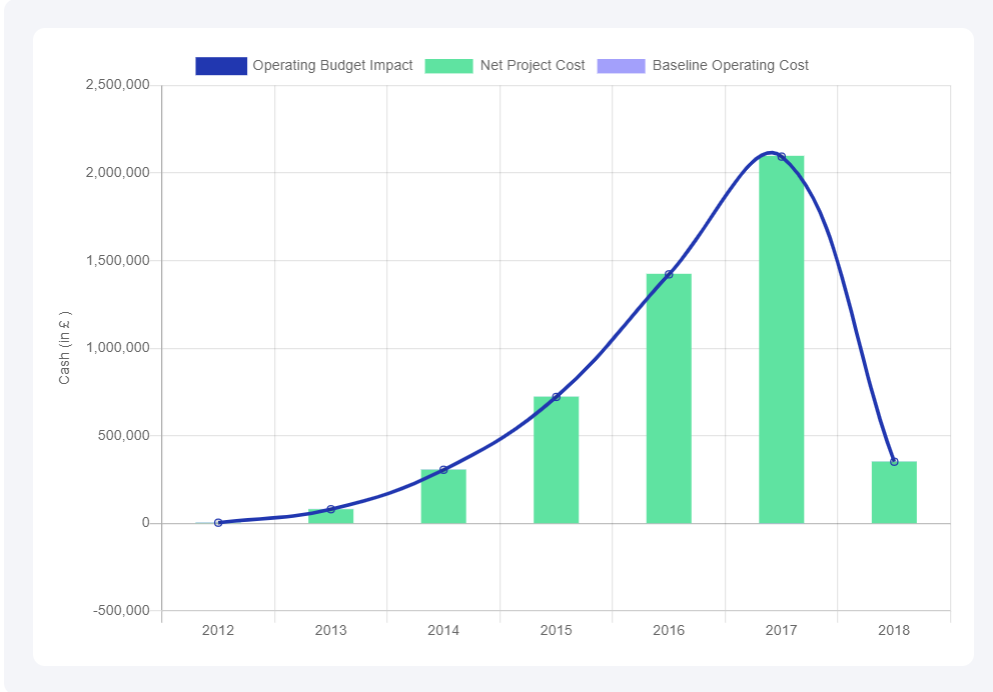 Operating Budget Impact Net Project Cost Baseline Operating Cost
2,500,000
2,000,000
1,500,000
1,000,000
500,000
0
-500,000
Cash (in £ )
2012 2013 2014 2015 2016 2017 2018